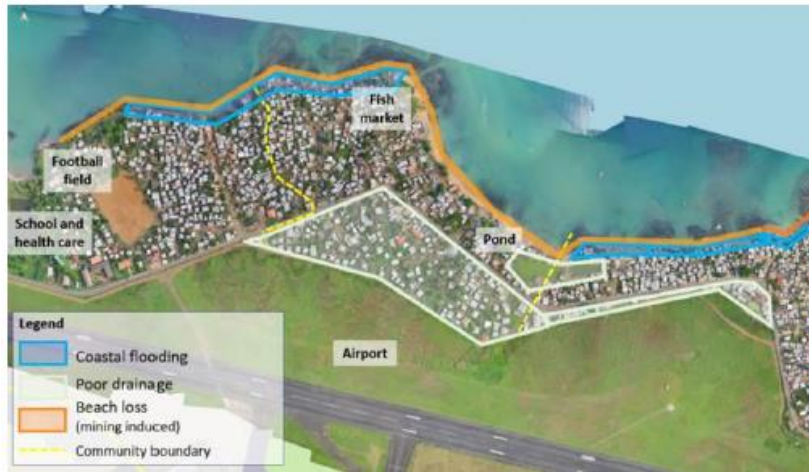 Fish
market
Football
field
School and
health care
Pond
Airport
Legend
Coastal flooding
Poor drainage
Beach loss
(mining induced)
Community boundary